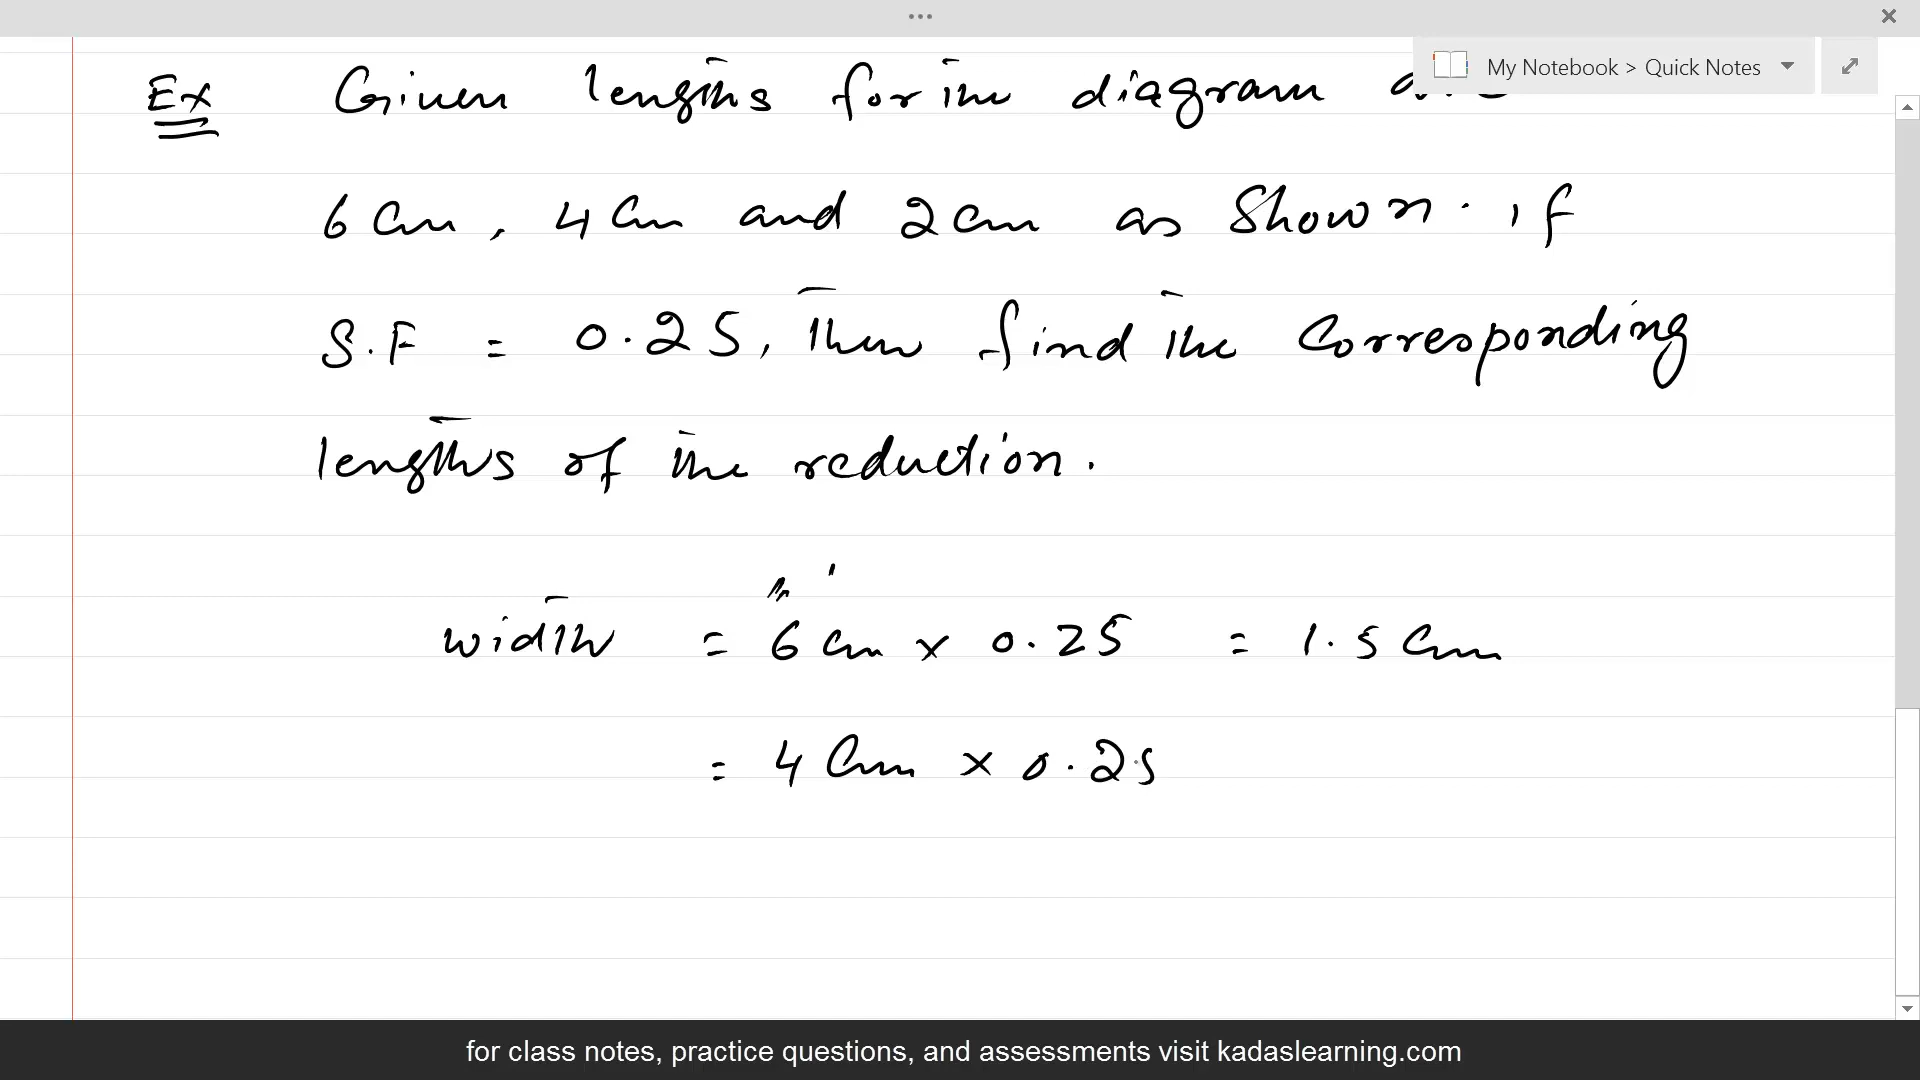 My Notebook > Quick Notes
Ex Given lengths for the diagram
6 cm, 4 cm and 2 cm as shown. if
S.F = 0.25, then find the corresponding
lengths of the reduction.
width = 6 cm × 0.25 = 1.5 cm
= 4 cm × 0.25
for class notes, practice questions, and assessments visit kadaslearning.com